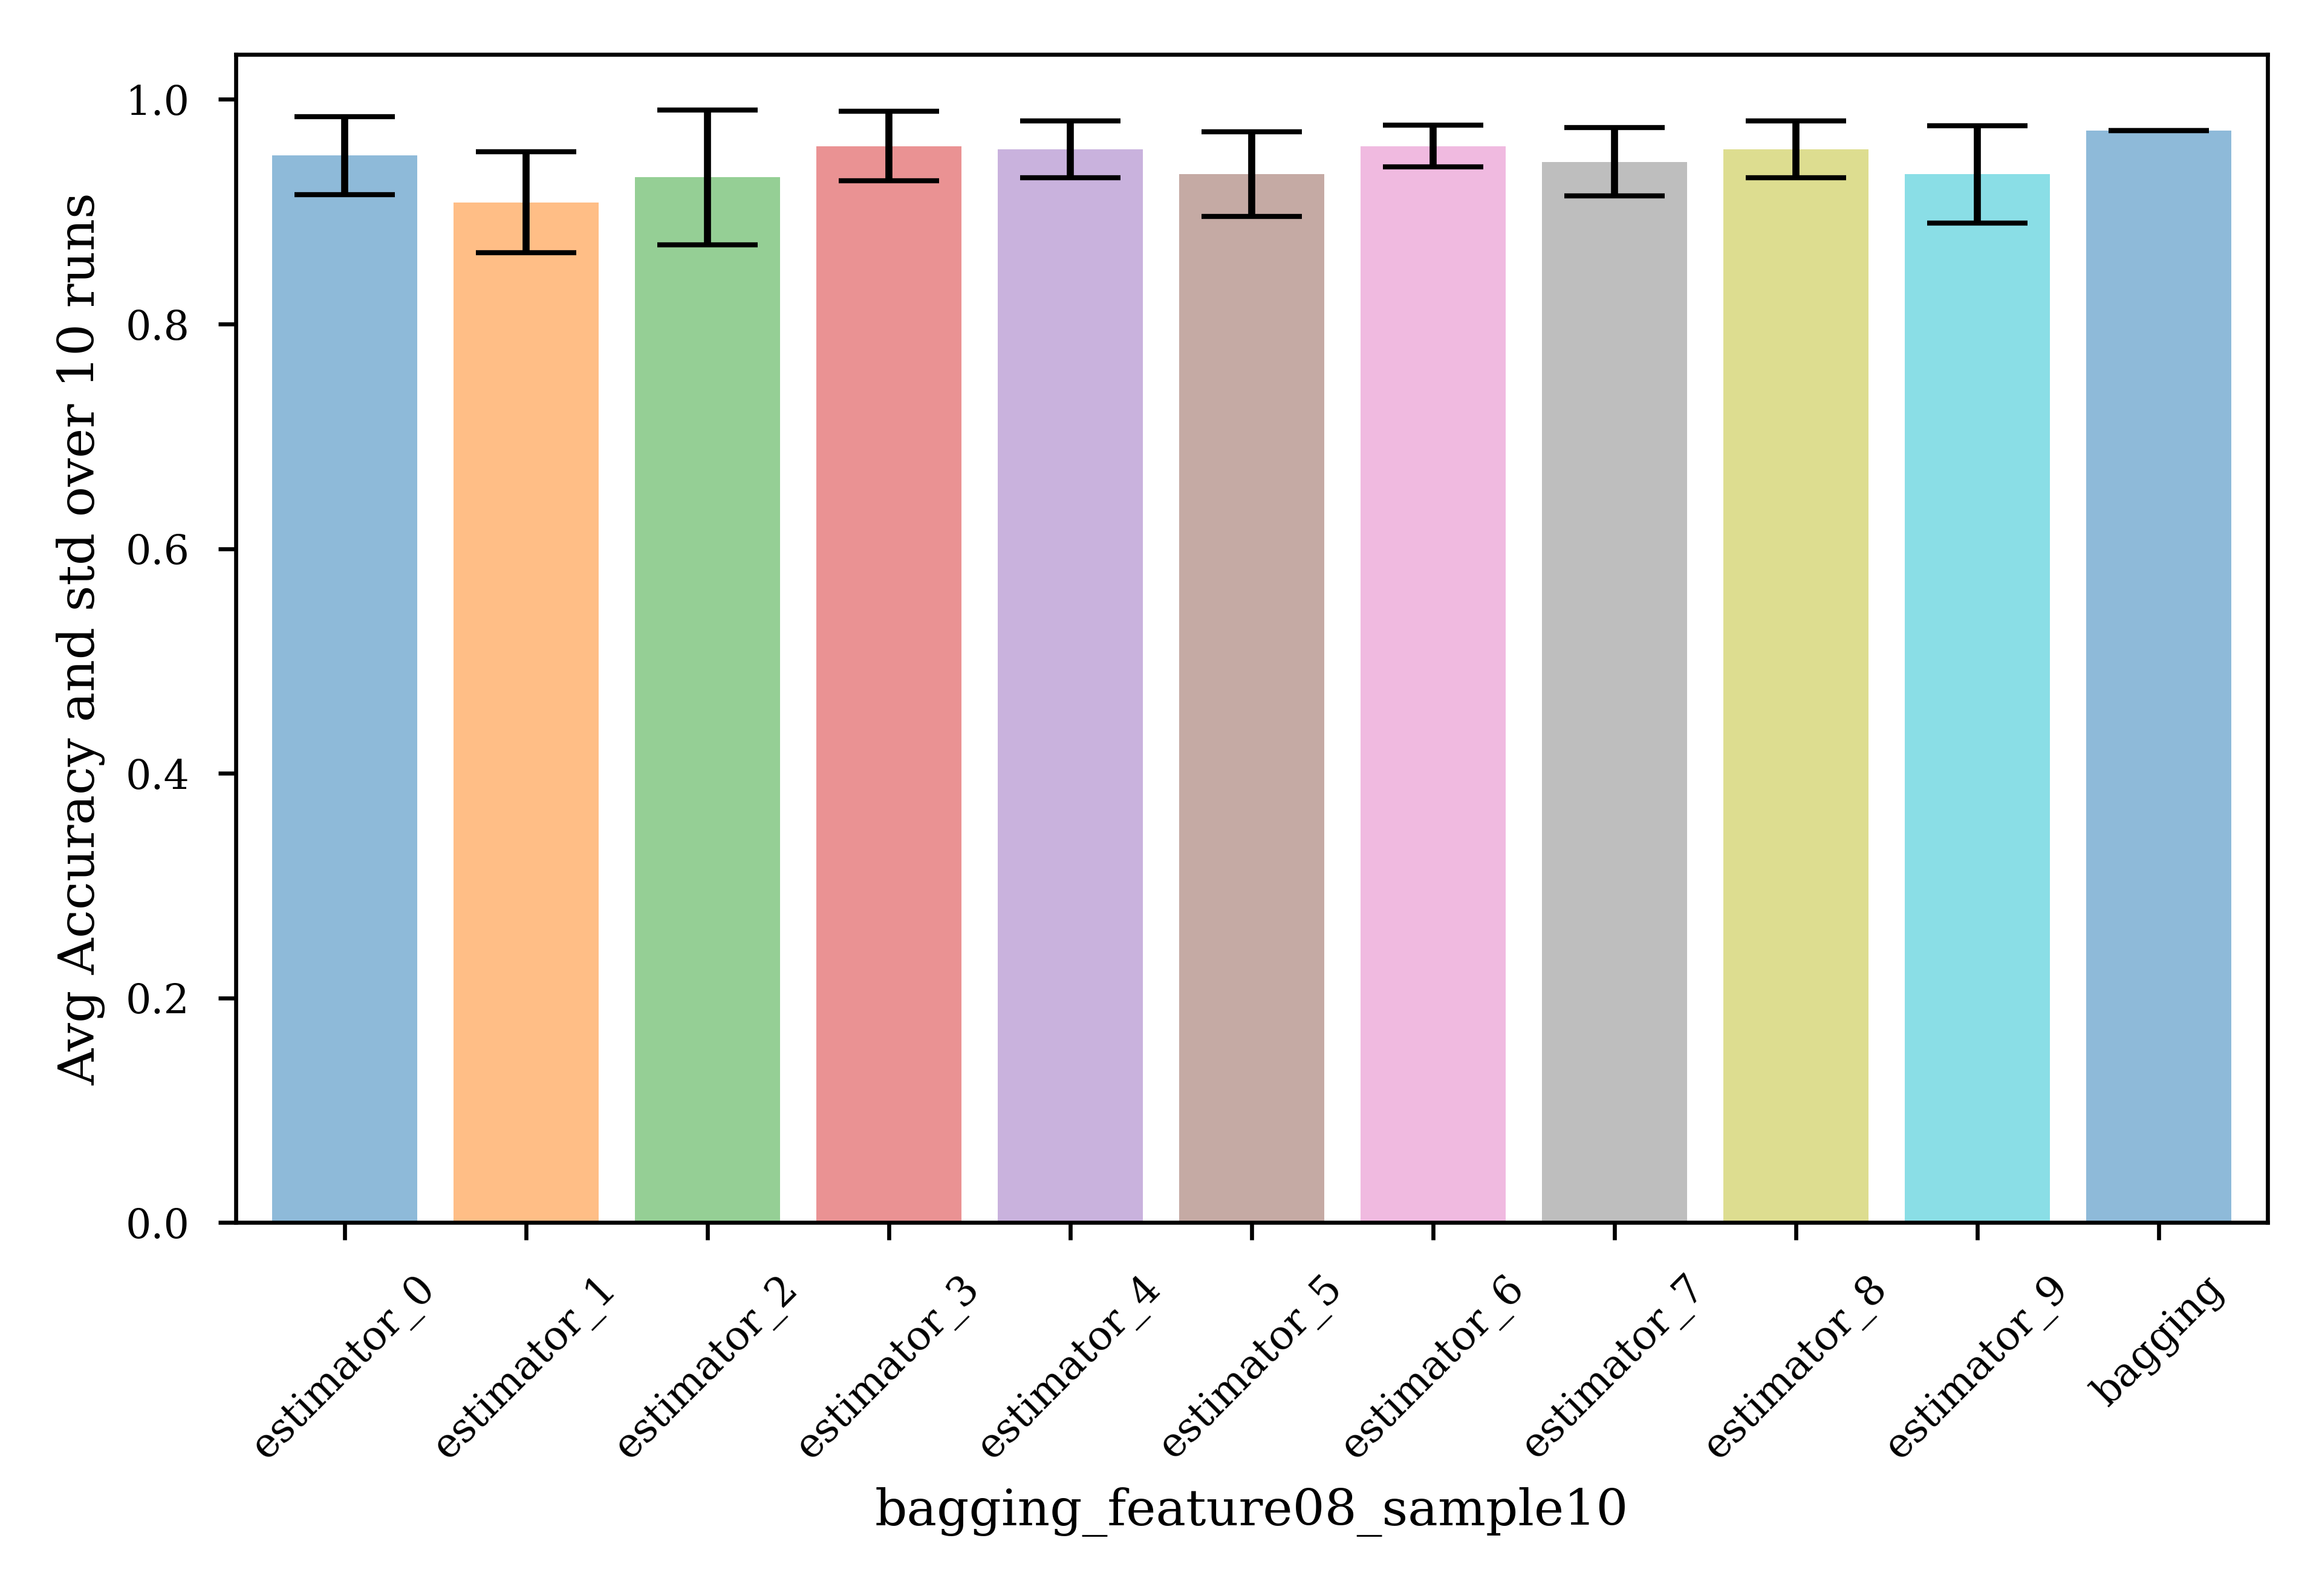 Avg Accuracy and std over 10 runs
1.0
0.8
0.6
0.4
0.2
0.0
estimator_0
estimator_1
estimator_2
estimator_3
estimator_4
estimator_5
estimator_6
estimator_7
estimator_8
estimator_9
bagging
bagging_feature08_sample10